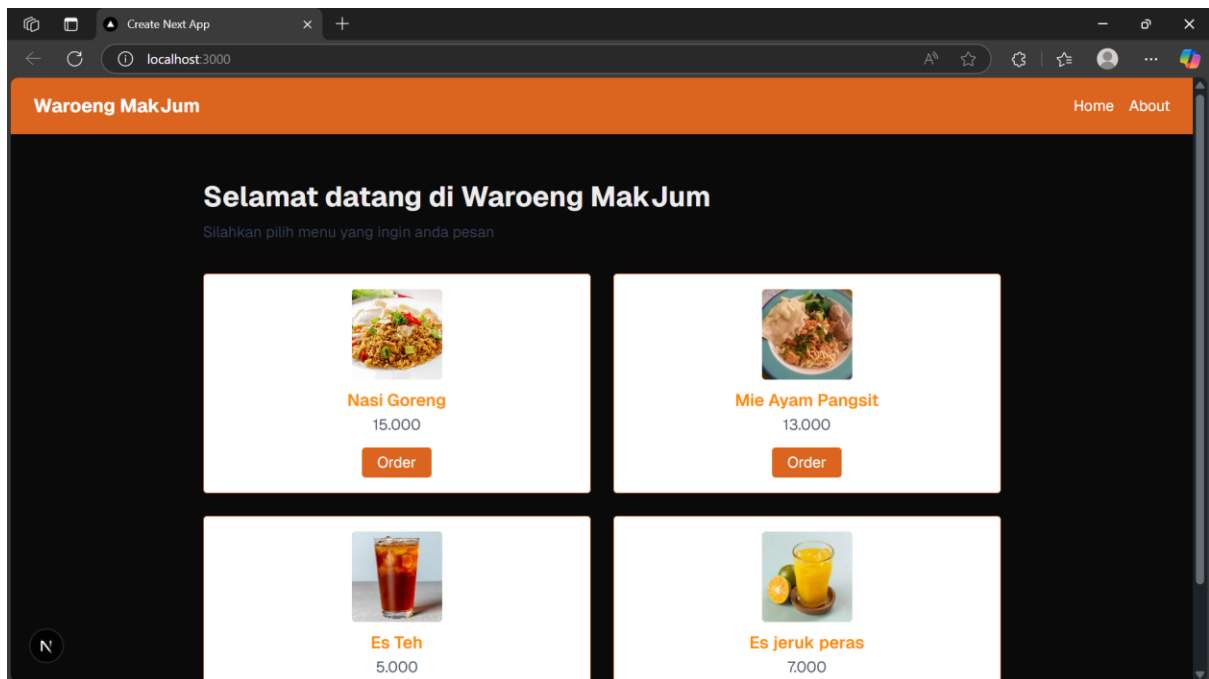 Create Next App
localhost:3000
Waroeng MakJum
Home About
Selamat datang di Waroeng MakJum
Silahkan pilih menu yang ingin anda pesan
Nasi Goreng
15.000
Order
Mie Ayam Pangsit
13.000
Order
Es Teh
5.000
Es jeruk peras
7.000
N